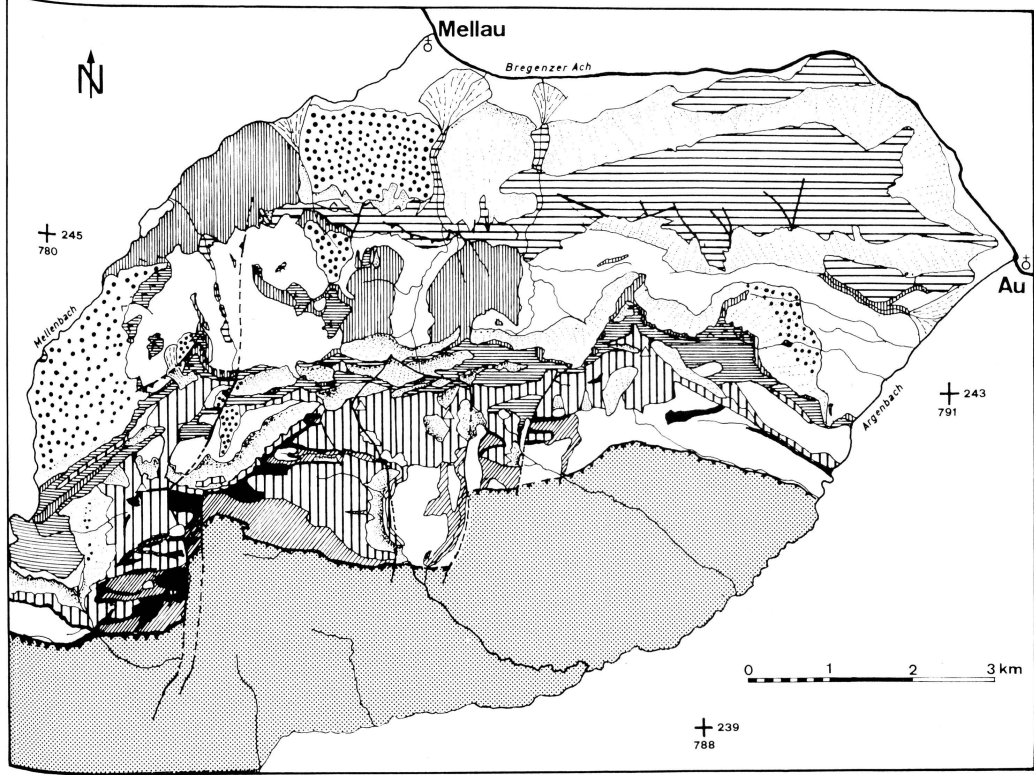 Mellau
N
Bregenzer Ach
245
780
Au
Mellenbach
243
791
Argenbach
0 1 2 3 km
239
788